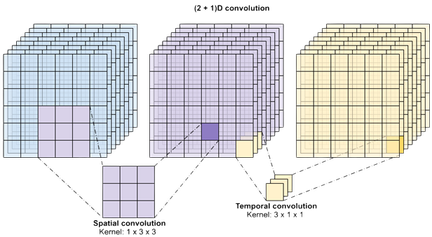 (2 + 1)D convolution
Spatial convolution
Kernel: 1 x 3 x 3
Temporal convolution
Kernel: 3 x 1 x 1